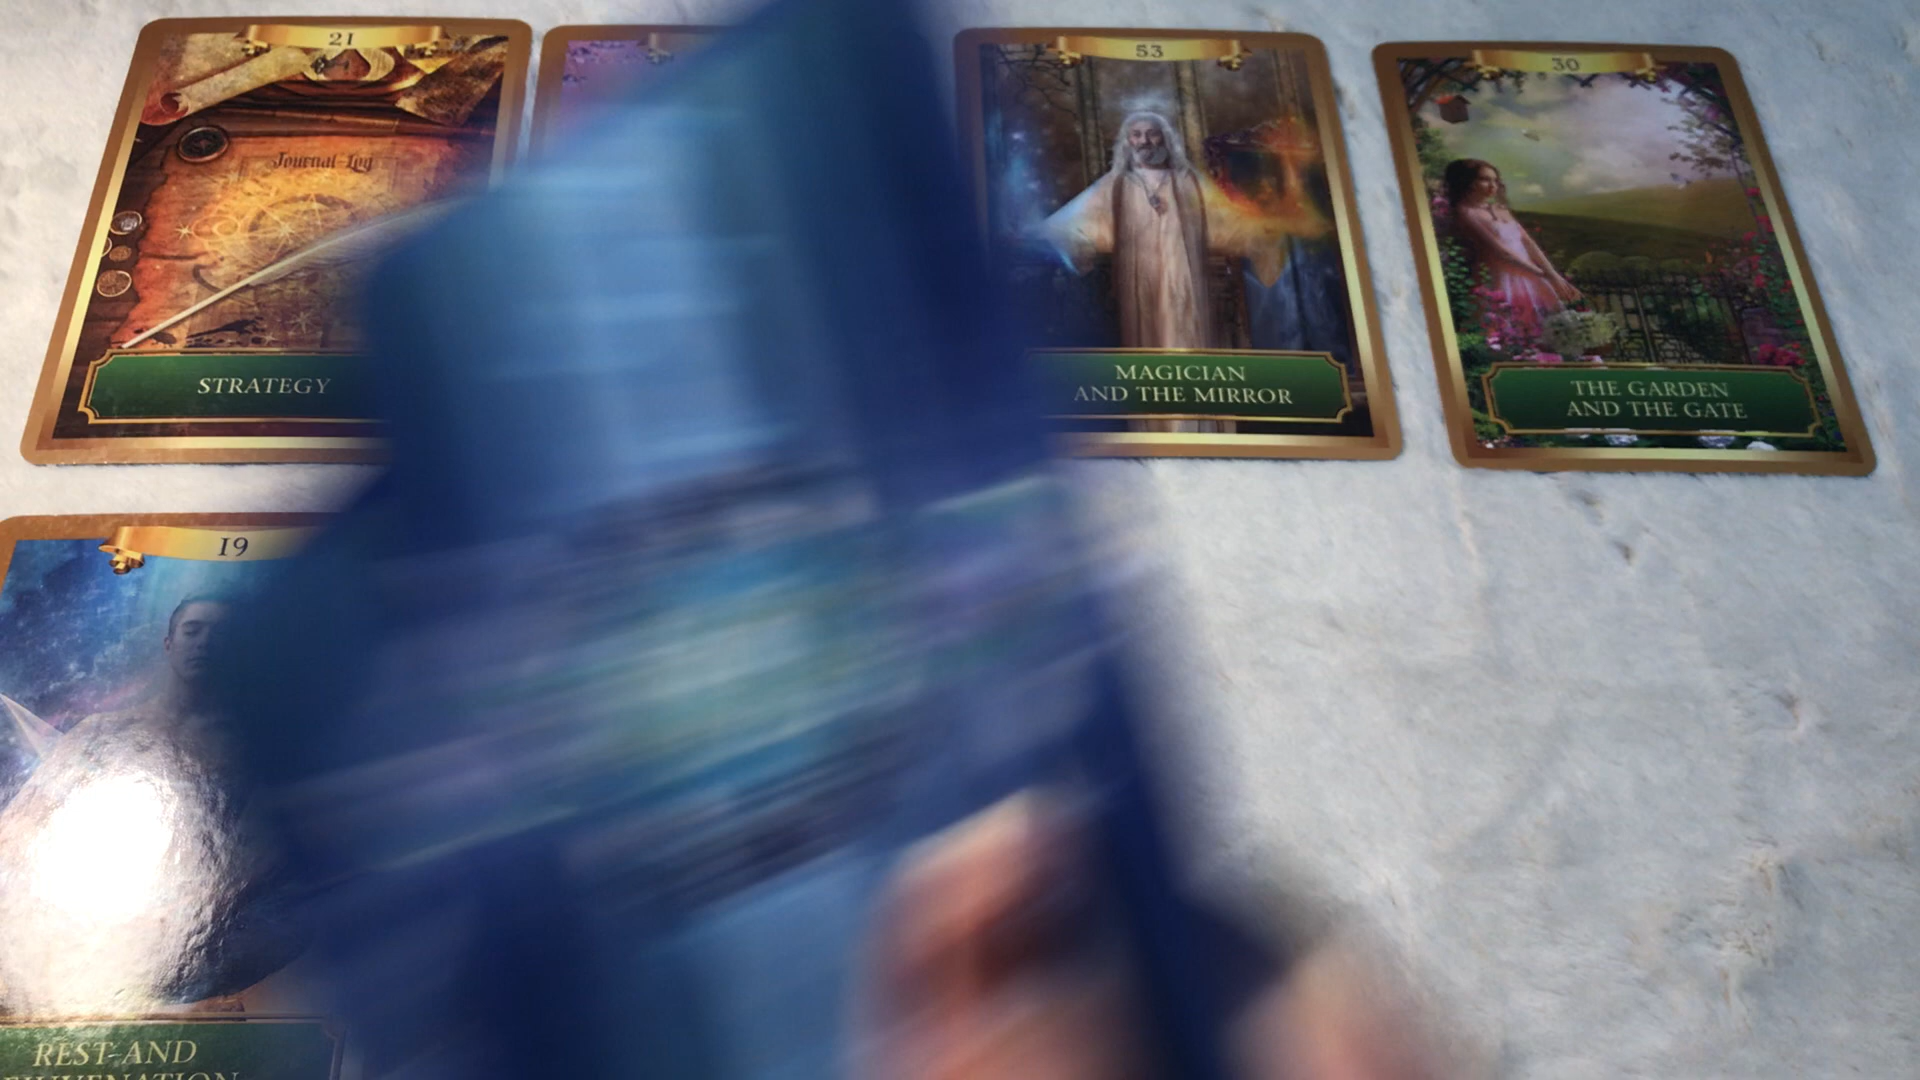 21
53
30
Journal-Log
STRATEGY
MAGICIAN
AND THE MIRROR
THE GARDEN
AND THE GATE
19
REST AND